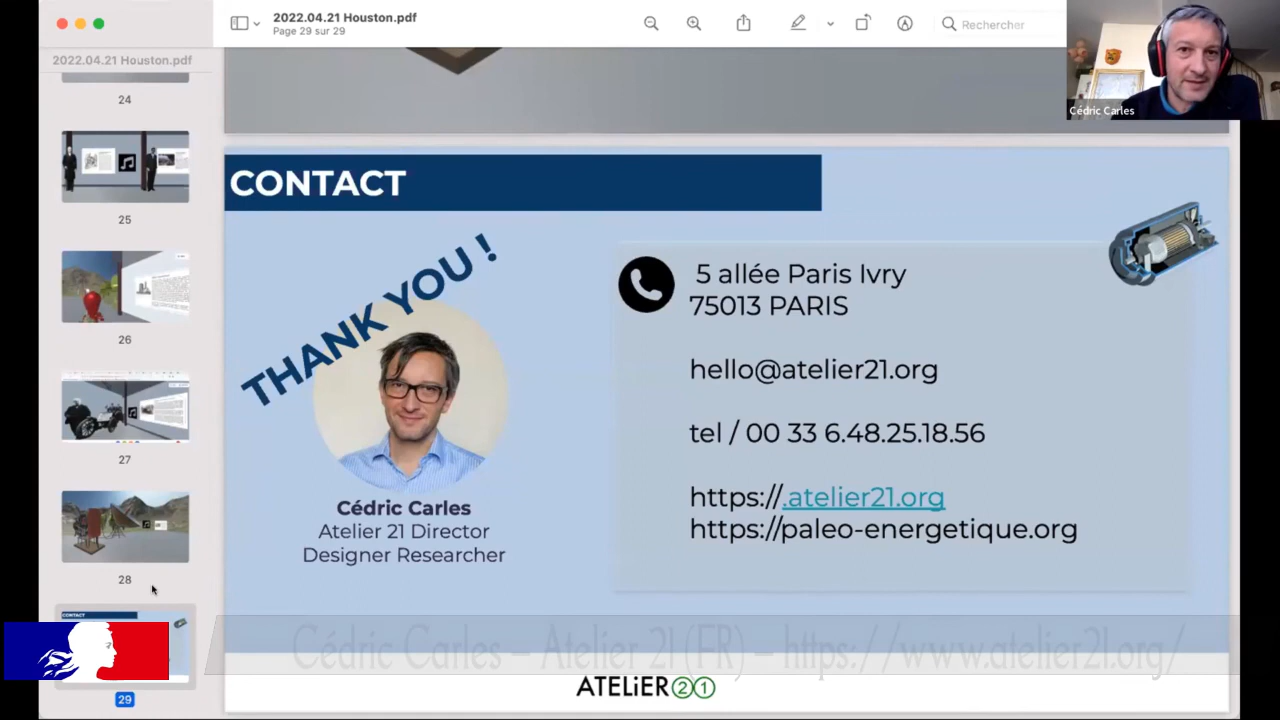 2022.04.21 Houston.pdf
Page 29 sur 29
Rechercher
2022.04.21 Houston.pdf
24
25
26
27
28
29
Cédric Carles
CONTACT
THANK YOU !
Cédric Carles
Atelier 21 Director
Designer Researcher
5 allée Paris Ivry
75013 PARIS
hello@atelier21.org
tel / 00 33 6.48.25.18.56
https://.atelier21.org
https://paleo-energetique.org
CONTACT
Cédric Carles – Atelier 21 (FR) – https://www.atelier21.org/
ATELiER 21